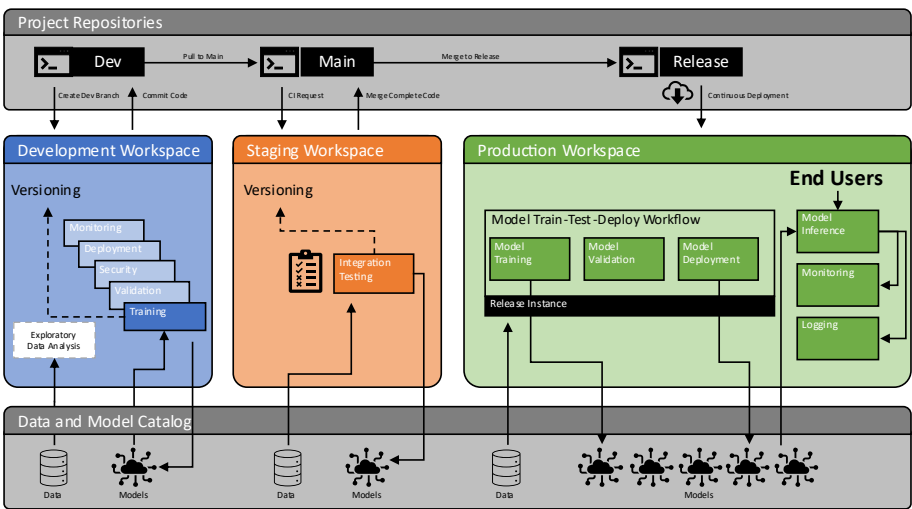 Project Repositories
Dev
Main
Release
Pull to Main
Merge to Release
Create Dev Branch
Commit Code
CI Request
Merge Complete Code
Continuous Deployment
Development Workspace
Versioning
Monitoring
Deployment
Security
Validation
Training
Exploratory
Data Analysis
Staging Workspace
Versioning
Integration
Testing
Production Workspace
End Users
Model Train-Test-Deploy Workflow
Model
Training
Model
Validation
Model
Deployment
Release Instance
Model
Inference
Monitoring
Logging
Data and Model Catalog
Data
Models
Data
Models
Data
Models